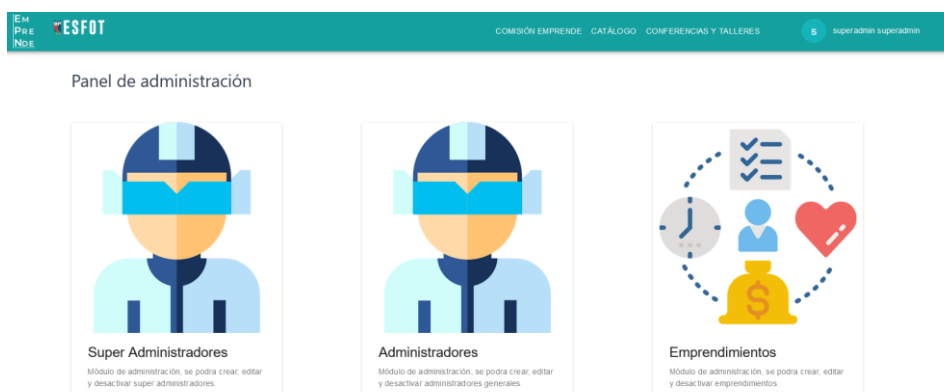 EM
PRE
NDE
ESFOT
COMISIÓN EMPRENDE CATÁLOGO CONFERENCIAS Y TALLERES
S superadmin superadmin
Panel de administración
Super Administradores
Módulo de administración, se podra crear, editar
y desactivar super administradores.
Administradores
Módulo de administración, se podra crear, editar
y desactivar administradores generales.
Emprendimientos
Módulo de administración, se podra crear, editar
y desactivar emprendimientos.